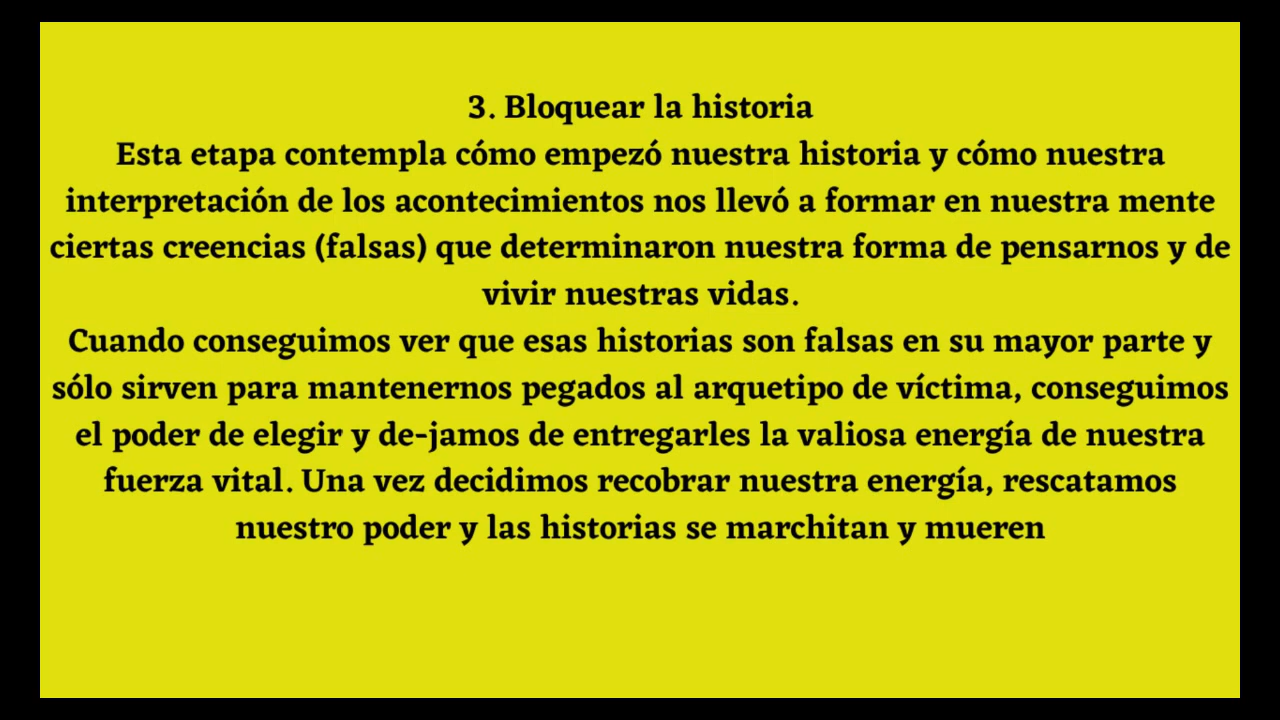 3. Bloquear la historia
Esta etapa contempla cómo empezó nuestra historia y cómo nuestra
interpretación de los acontecimientos nos llevó a formar en nuestra mente
ciertas creencias (falsas) que determinaron nuestra forma de pensarnos y de
vivir nuestras vidas.
Cuando conseguimos ver que esas historias son falsas en su mayor parte y
sólo sirven para mantenernos pegados al arquetipo de víctima, conseguimos
el poder de elegir y de-jamos de entregarles la valiosa energía de nuestra
fuerza vital. Una vez decidimos recobrar nuestra energía, rescatamos
nuestro poder y las historias se marchitan y mueren